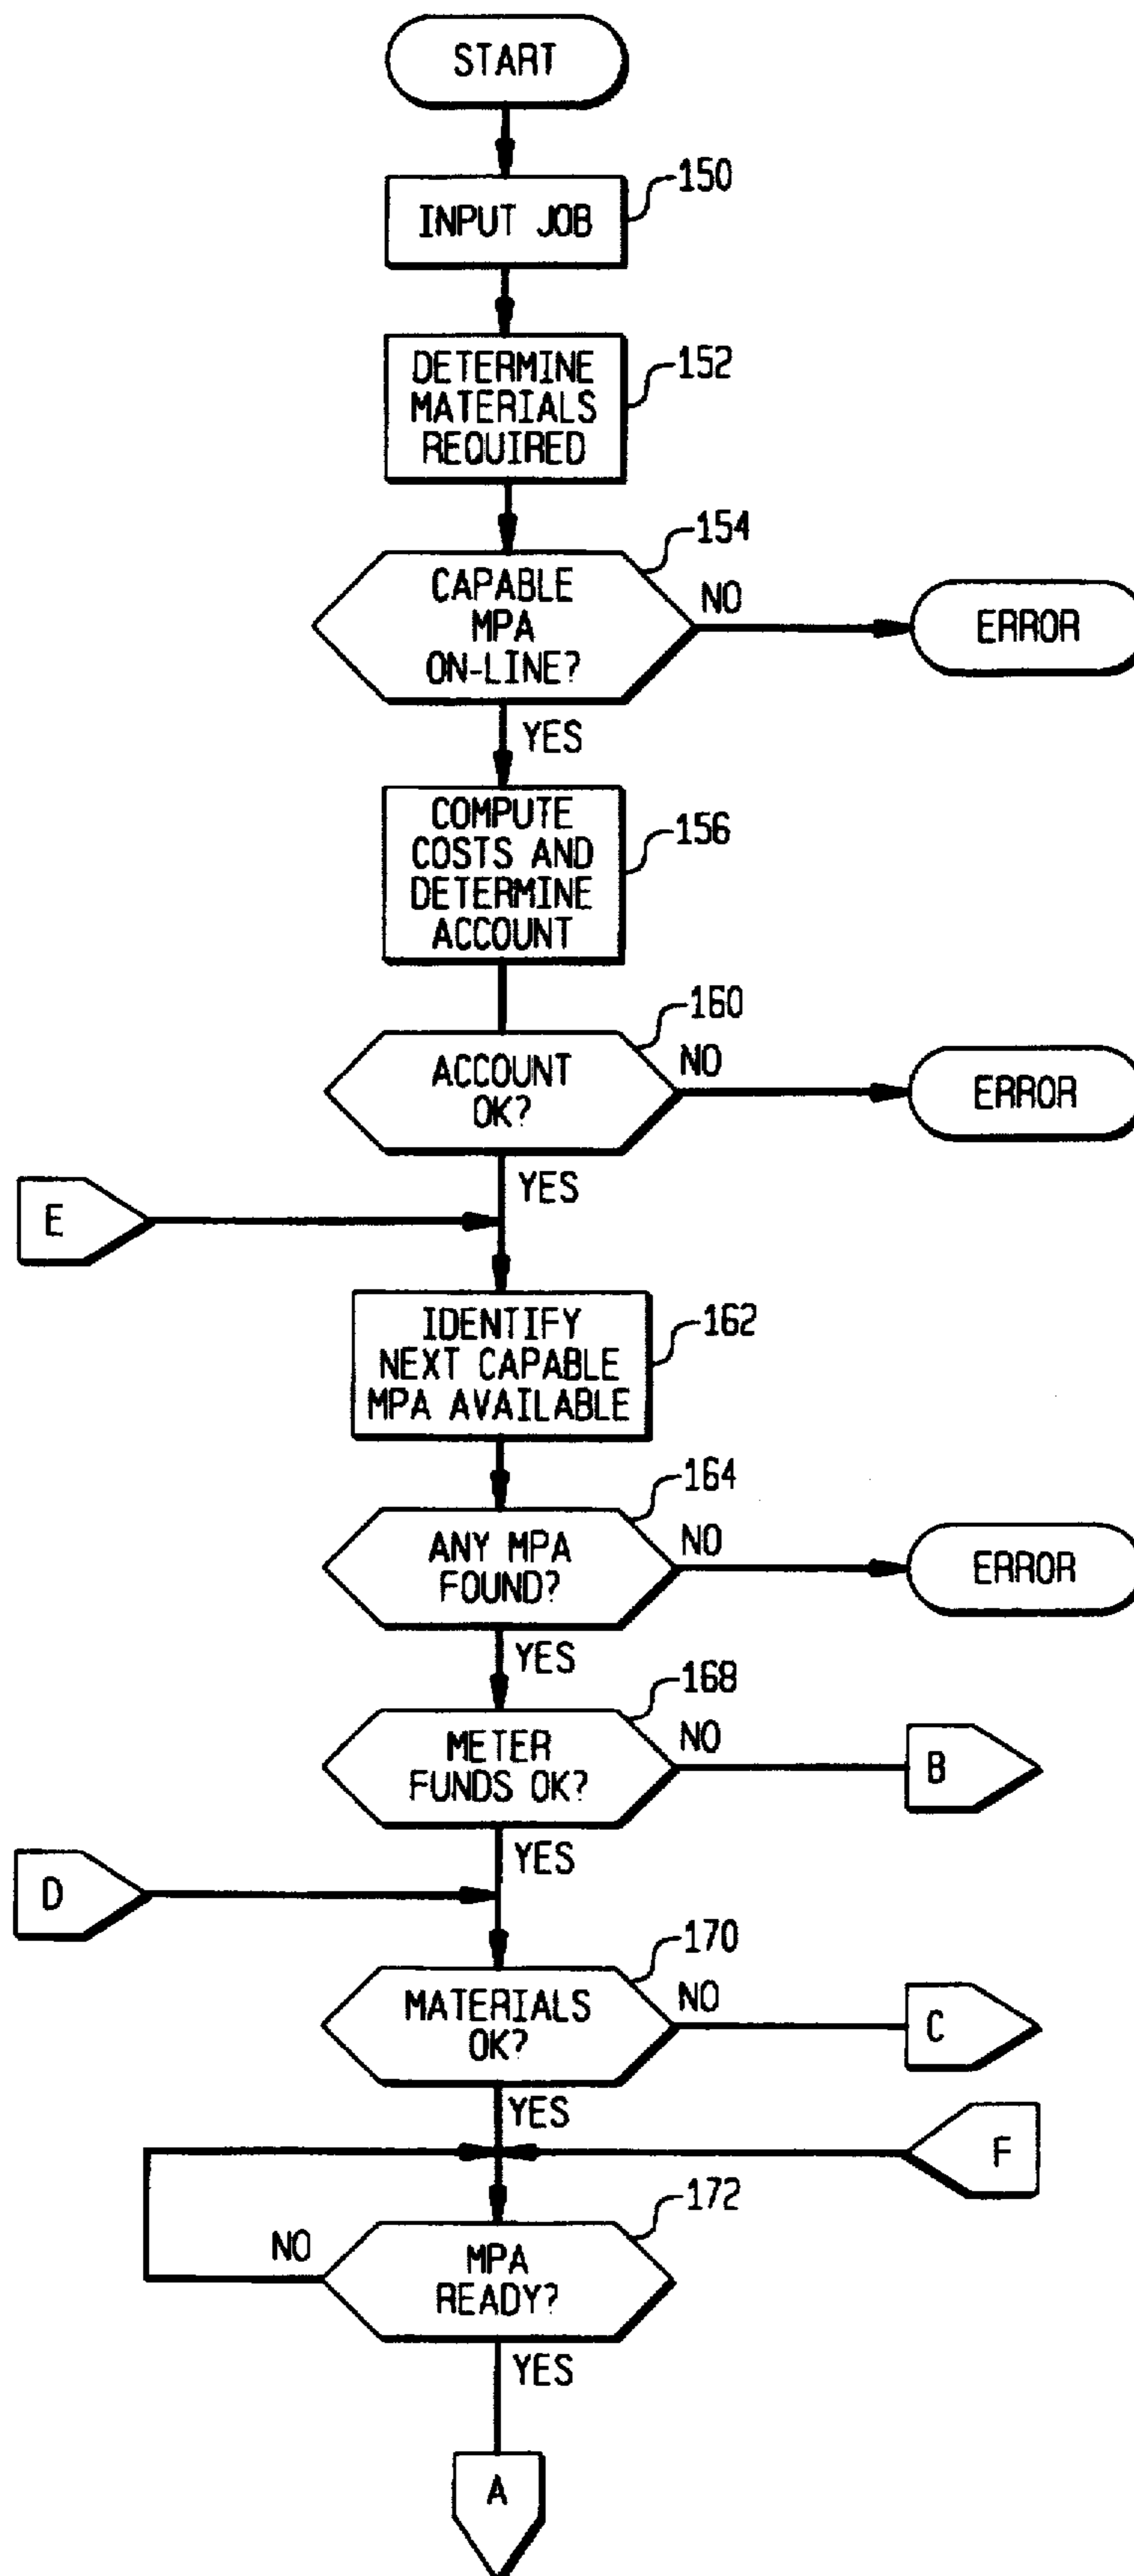 START
150
INPUT JOB
152
DETERMINE
MATERIALS
REQUIRED
154
CAPABLE
MPA
ON-LINE?
NO
ERROR
YES
COMPUTE
COSTS AND
DETERMINE
ACCOUNT
156
160
ACCOUNT
OK?
NO
ERROR
YES
E
IDENTIFY
NEXT CAPABLE
MPA AVAILABLE
162
164
ANY MPA
FOUND?
NO
ERROR
YES
168
METER
FUNDS OK?
NO
B
YES
D
170
MATERIALS
OK?
NO
C
YES
F
172
NO
MPA
READY?
YES
A